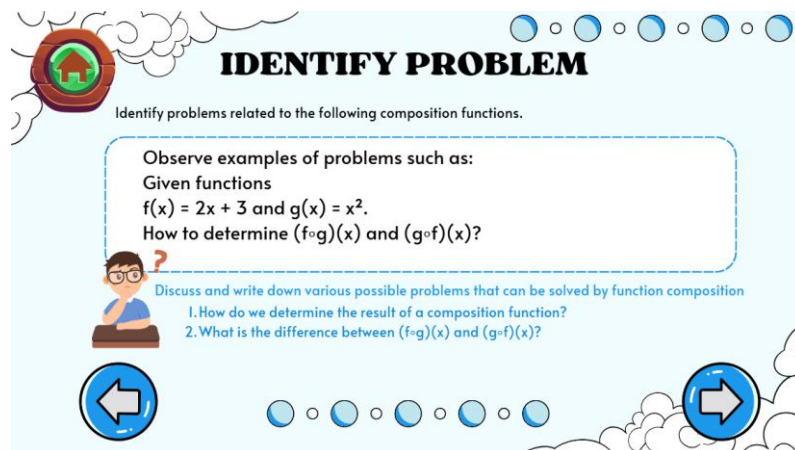 IDENTIFY PROBLEM
Identify problems related to the following composition functions.
Observe examples of problems such as:
Given functions
f(x) = 2x + 3 and g(x) = x².
How to determine (f∘g)(x) and (g∘f)(x)?
?
Discuss and write down various possible problems that can be solved by function composition
1.How do we determine the result of a composition function?
2.What is the difference between (f∘g)(x) and (g∘f)(x)?